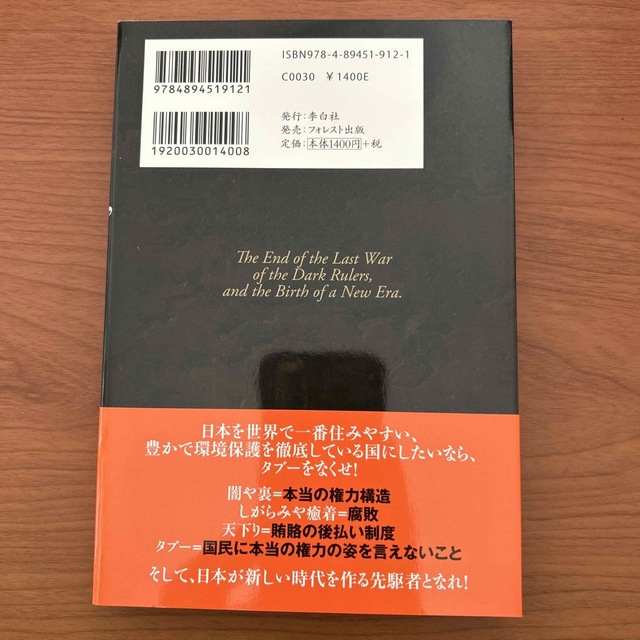 ISBN978-4-89451-912-1
C0030 ¥1400E
9784894519121
1920030014008
発行：李白社
発売：フォレスト出版
定価：本体1400円＋税
The End of the Last War
of the Dark Rulers,
and the Birth of a New Era.
日本を世界で一番住みやすい、
豊かで環境保護を徹底している国にしたいなら、
タブーをなくせ！
闇や裏＝本当の権力構造
しがらみや癒着＝腐敗
天下り＝賄賂の後払い制度
タブー＝国民に本当の権力の姿を言えないこと
そして、日本が新しい時代を作る先駆者となれ！